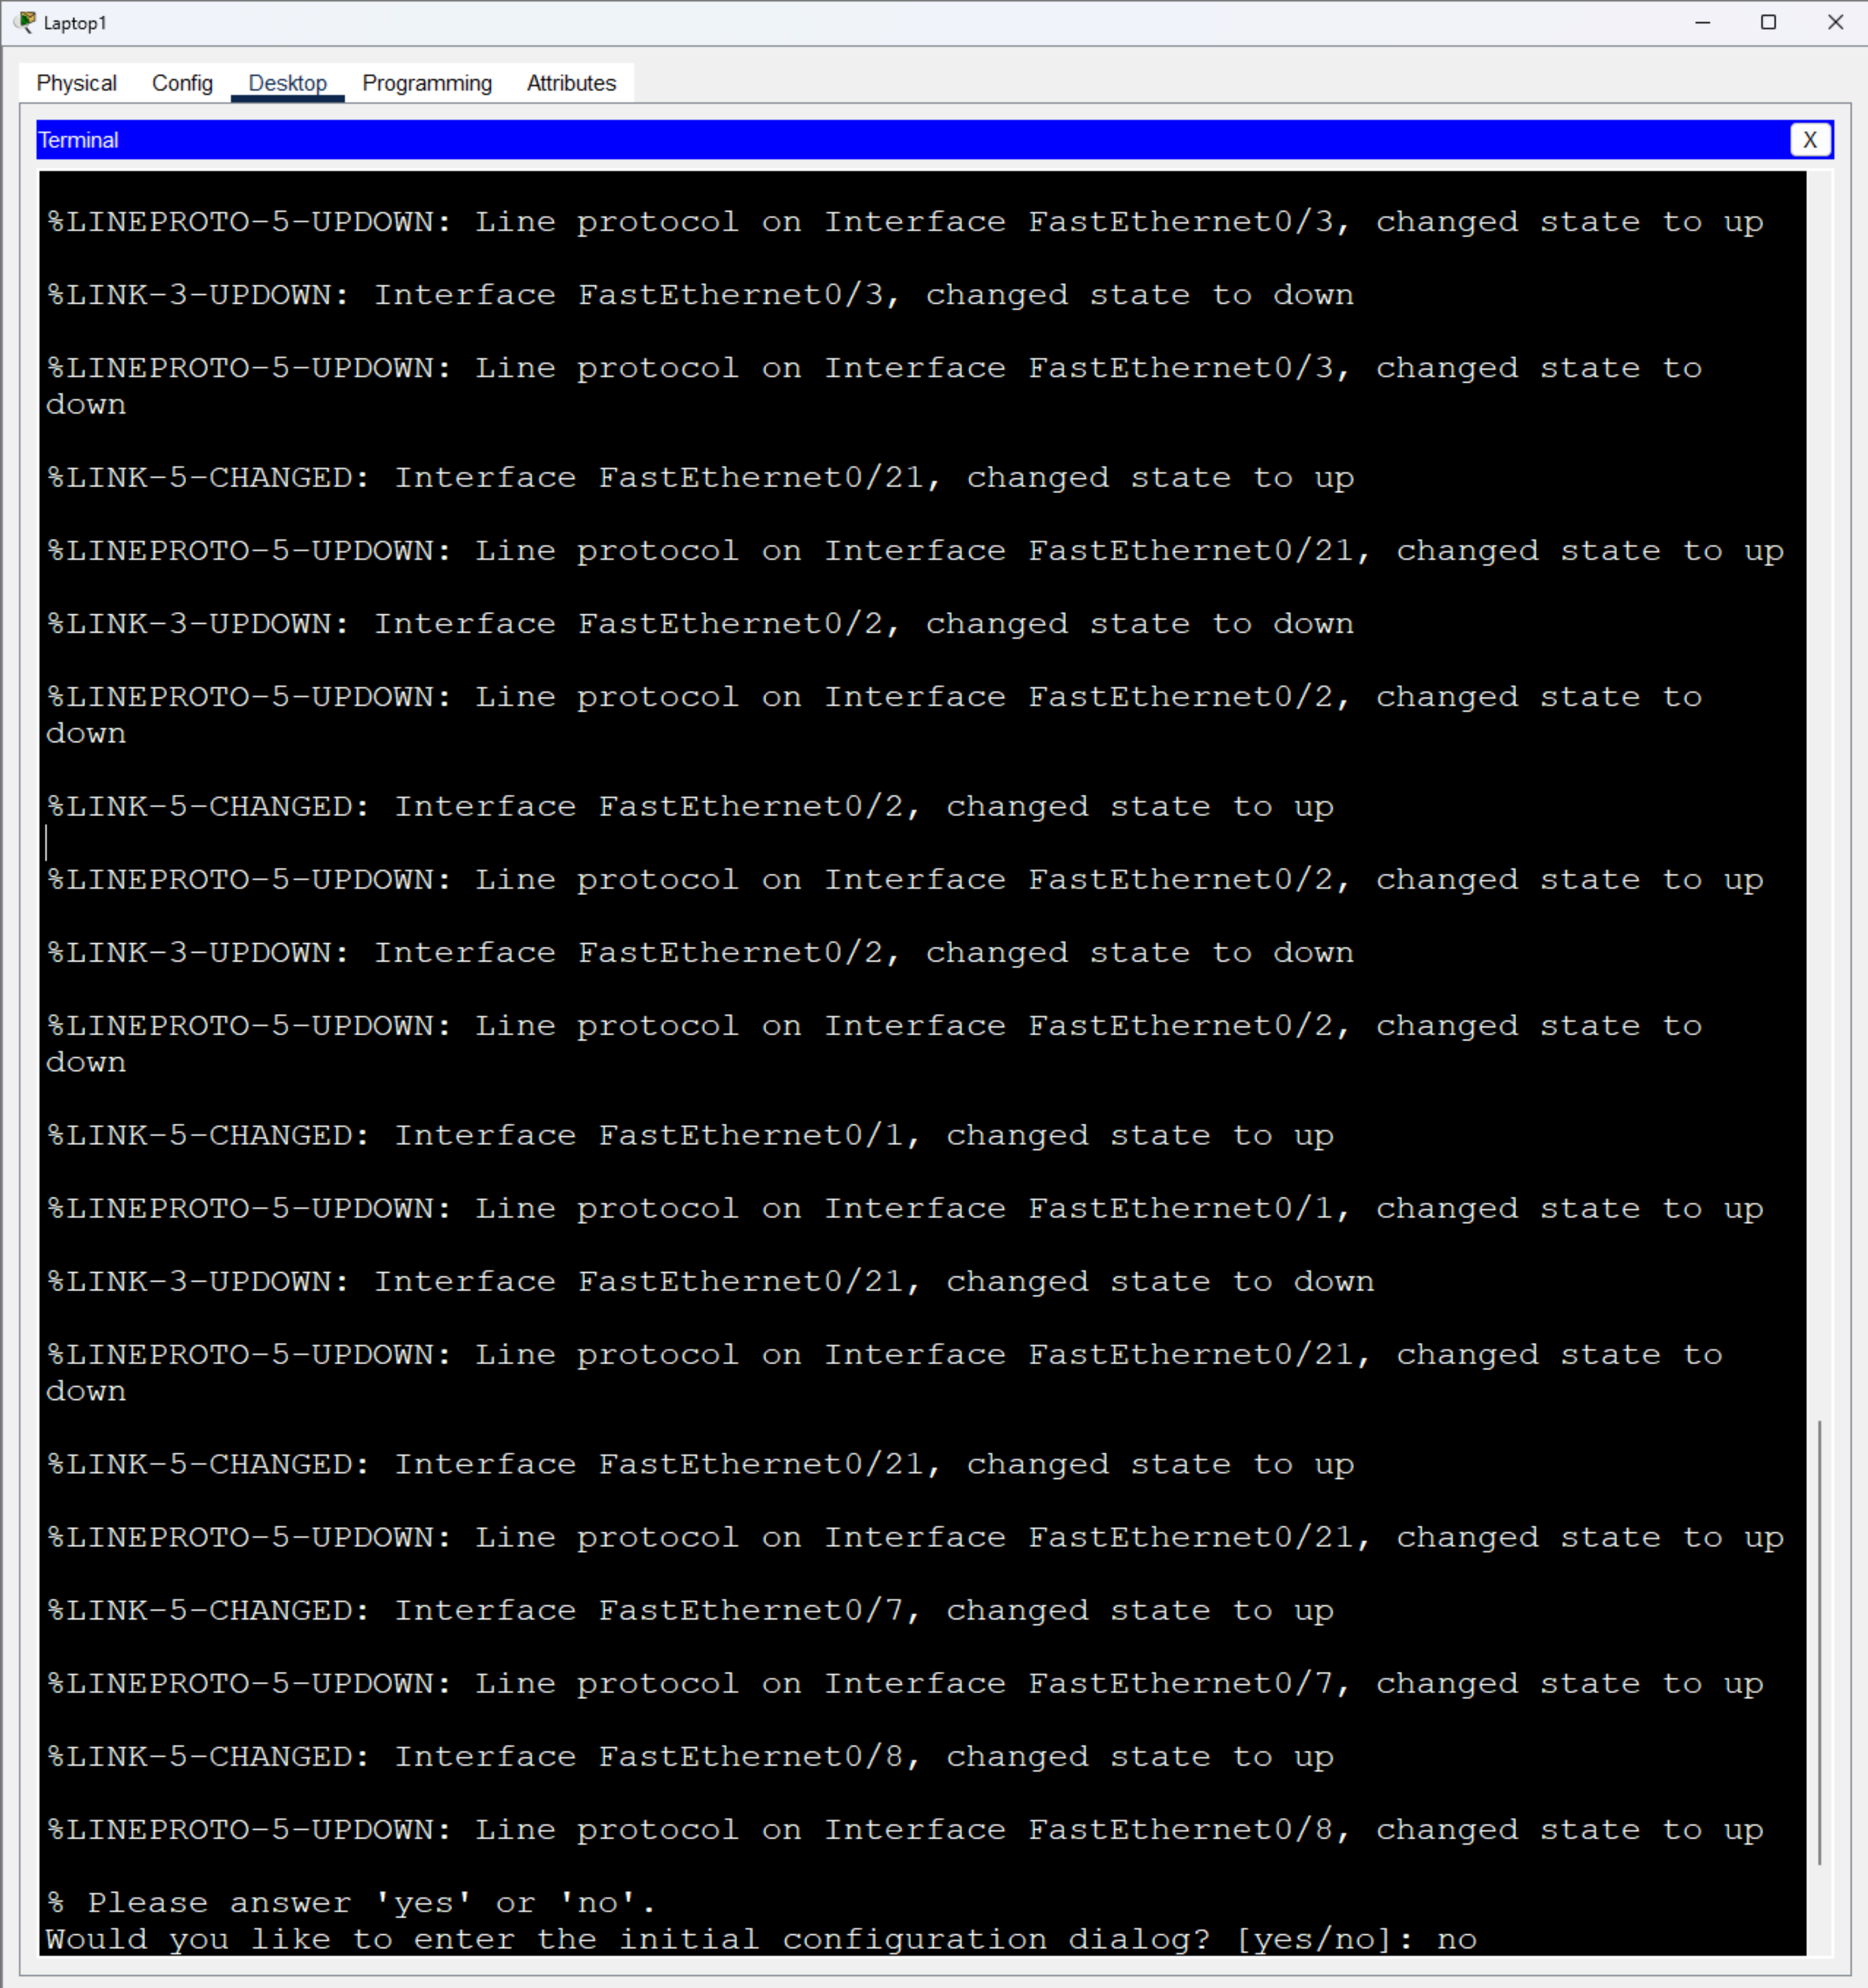 Laptop1
Physical Config Desktop Programming Attributes
Terminal X
%LINEPROTO-5-UPDOWN: Line protocol on Interface FastEthernet0/3, changed state to up
%LINK-3-UPDOWN: Interface FastEthernet0/3, changed state to down
%LINEPROTO-5-UPDOWN: Line protocol on Interface FastEthernet0/3, changed state to
down
%LINK-5-CHANGED: Interface FastEthernet0/21, changed state to up
%LINEPROTO-5-UPDOWN: Line protocol on Interface FastEthernet0/21, changed state to up
%LINK-3-UPDOWN: Interface FastEthernet0/2, changed state to down
%LINEPROTO-5-UPDOWN: Line protocol on Interface FastEthernet0/2, changed state to
down
%LINK-5-CHANGED: Interface FastEthernet0/2, changed state to up
%LINEPROTO-5-UPDOWN: Line protocol on Interface FastEthernet0/2, changed state to up
%LINK-3-UPDOWN: Interface FastEthernet0/2, changed state to down
%LINEPROTO-5-UPDOWN: Line protocol on Interface FastEthernet0/2, changed state to
down
%LINK-5-CHANGED: Interface FastEthernet0/1, changed state to up
%LINEPROTO-5-UPDOWN: Line protocol on Interface FastEthernet0/1, changed state to up
%LINK-3-UPDOWN: Interface FastEthernet0/21, changed state to down
%LINEPROTO-5-UPDOWN: Line protocol on Interface FastEthernet0/21, changed state to
down
%LINK-5-CHANGED: Interface FastEthernet0/21, changed state to up
%LINEPROTO-5-UPDOWN: Line protocol on Interface FastEthernet0/21, changed state to up
%LINK-5-CHANGED: Interface FastEthernet0/7, changed state to up
%LINEPROTO-5-UPDOWN: Line protocol on Interface FastEthernet0/7, changed state to up
%LINK-5-CHANGED: Interface FastEthernet0/8, changed state to up
%LINEPROTO-5-UPDOWN: Line protocol on Interface FastEthernet0/8, changed state to up
% Please answer 'yes' or 'no'.
Would you like to enter the initial configuration dialog? [yes/no]: no